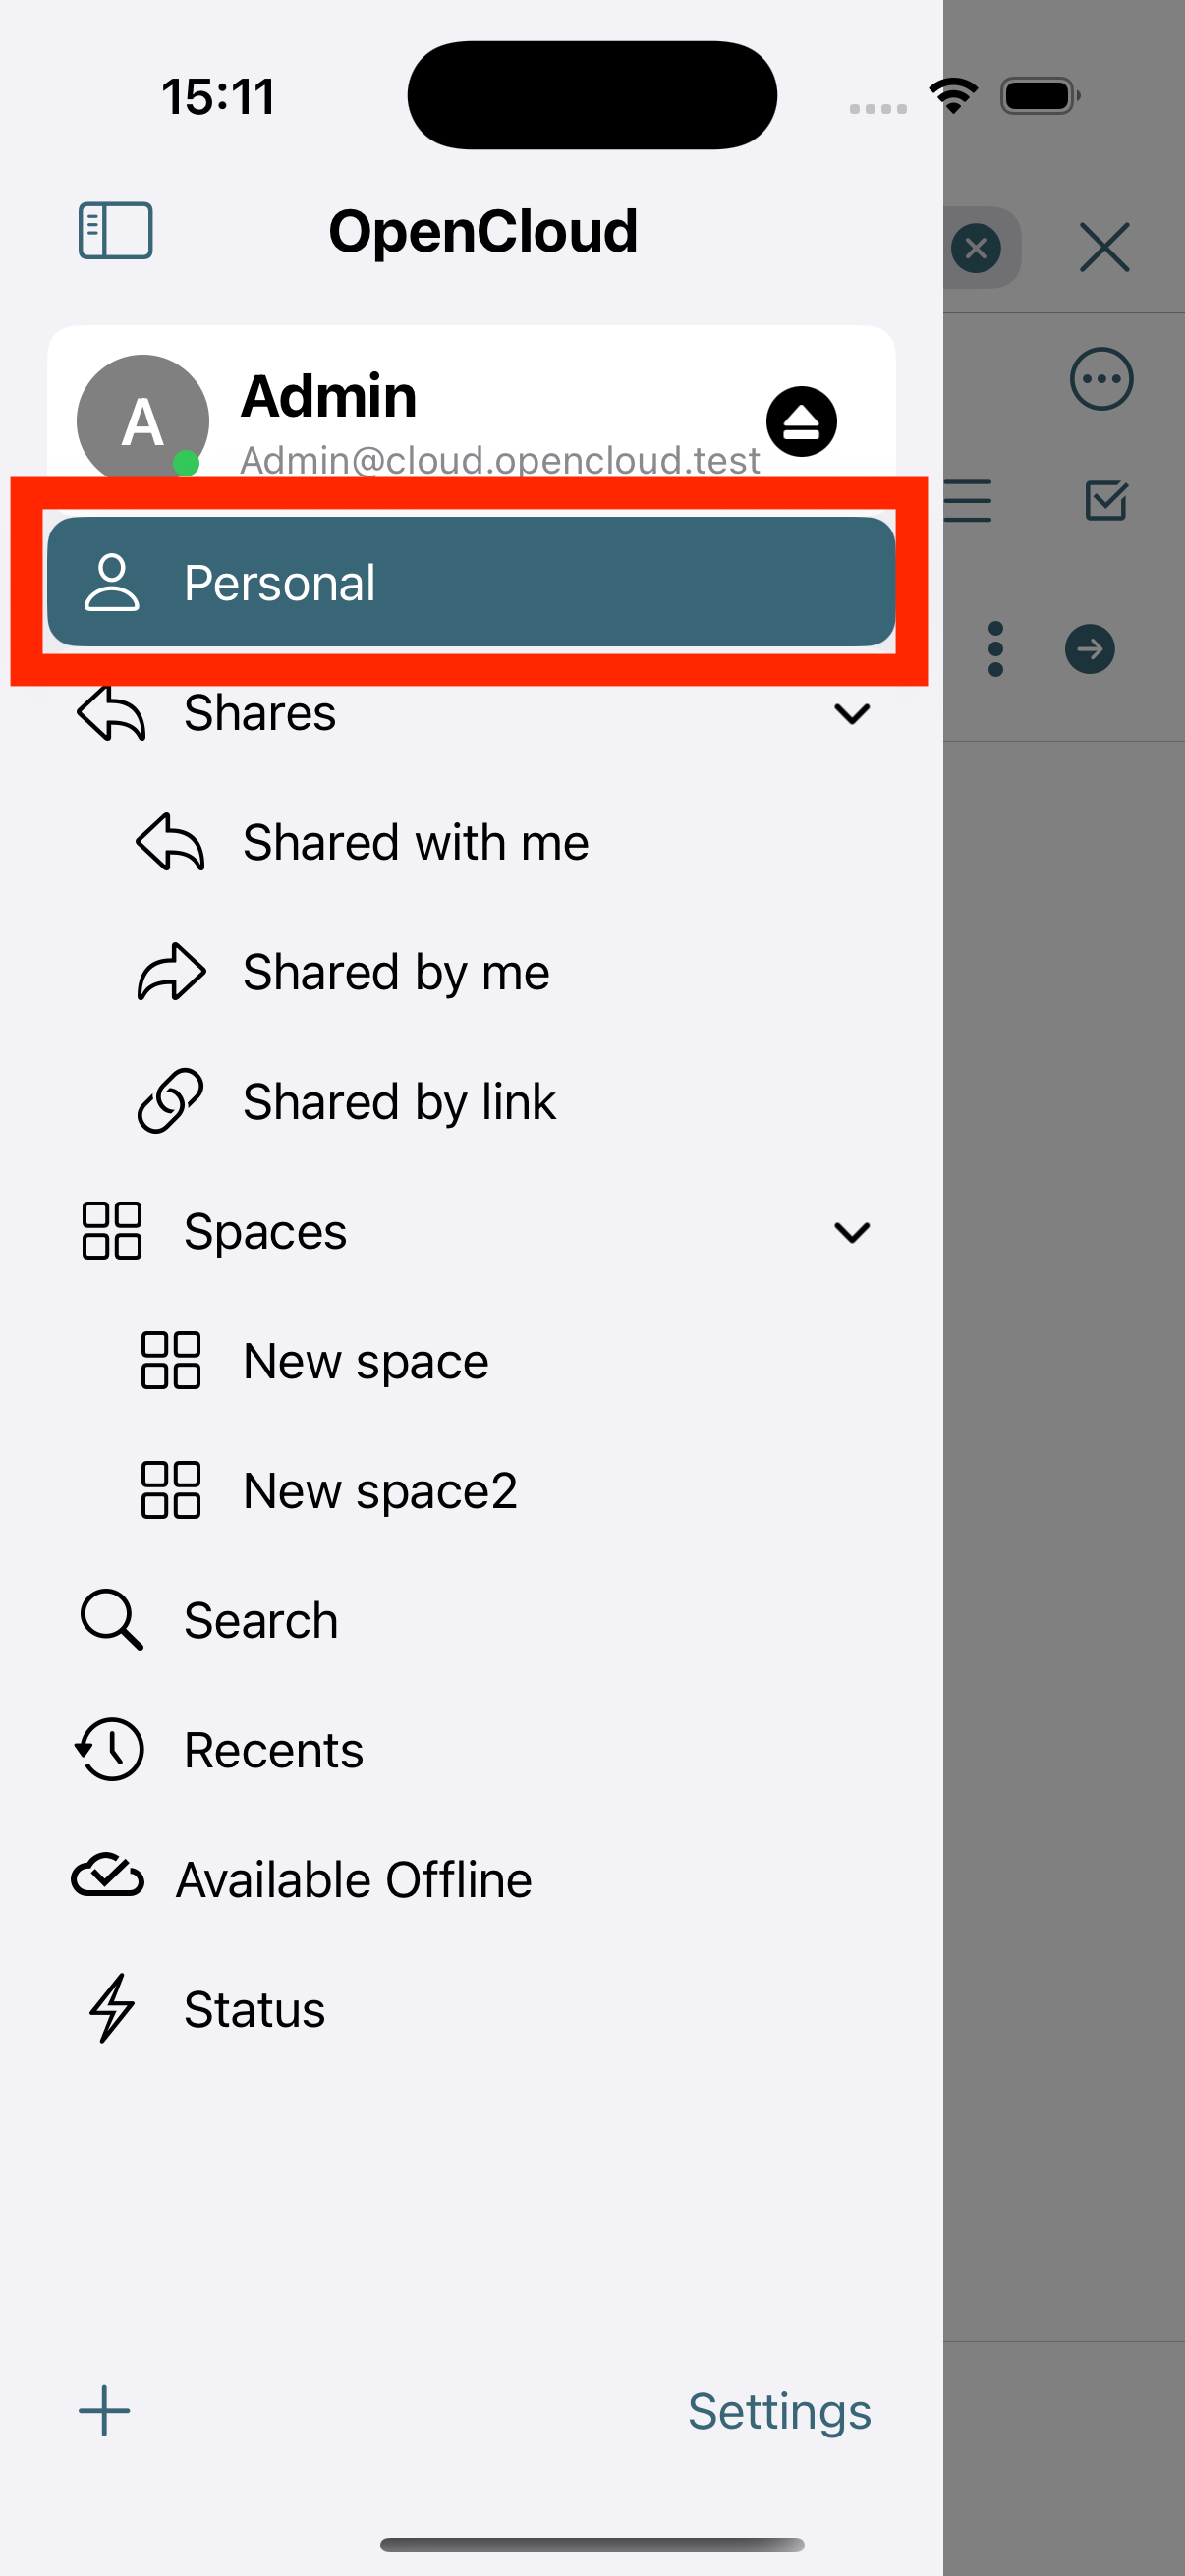 15:11
OpenCloud
A
Admin
Admin@cloud.opencloud.test
Personal
Shares
Shared with me
Shared by me
Shared by link
Spaces
New space
New space2
Search
Recents
Available Offline
Status
Settings